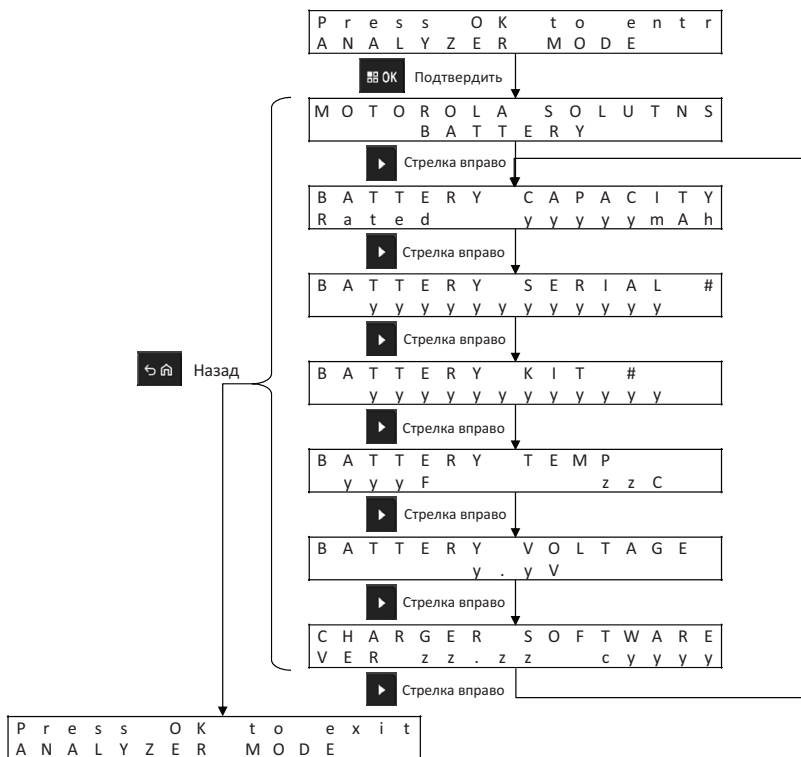 Press OK to entr
ANALYZER MODE
OK Подтвердить
MOTOROLA SOLUTNS
BATTERY
Стрелка вправо
BATTERY CAPACITY
Rated yyyyymAh
Стрелка вправо
BATTERY SERIAL #
yyyyyyyyyyyy
Стрелка вправо
Назад
BATTERY KIT #
yyyyyyyyyyyy
Стрелка вправо
BATTERY TEMP
yyyF zzC
Стрелка вправо
BATTERY VOLTAGE
y.yV
Стрелка вправо
CHARGER SOFTWARE
VER zz.zz cyyyy
Стрелка вправо
Press OK to exit
ANALYZER MODE